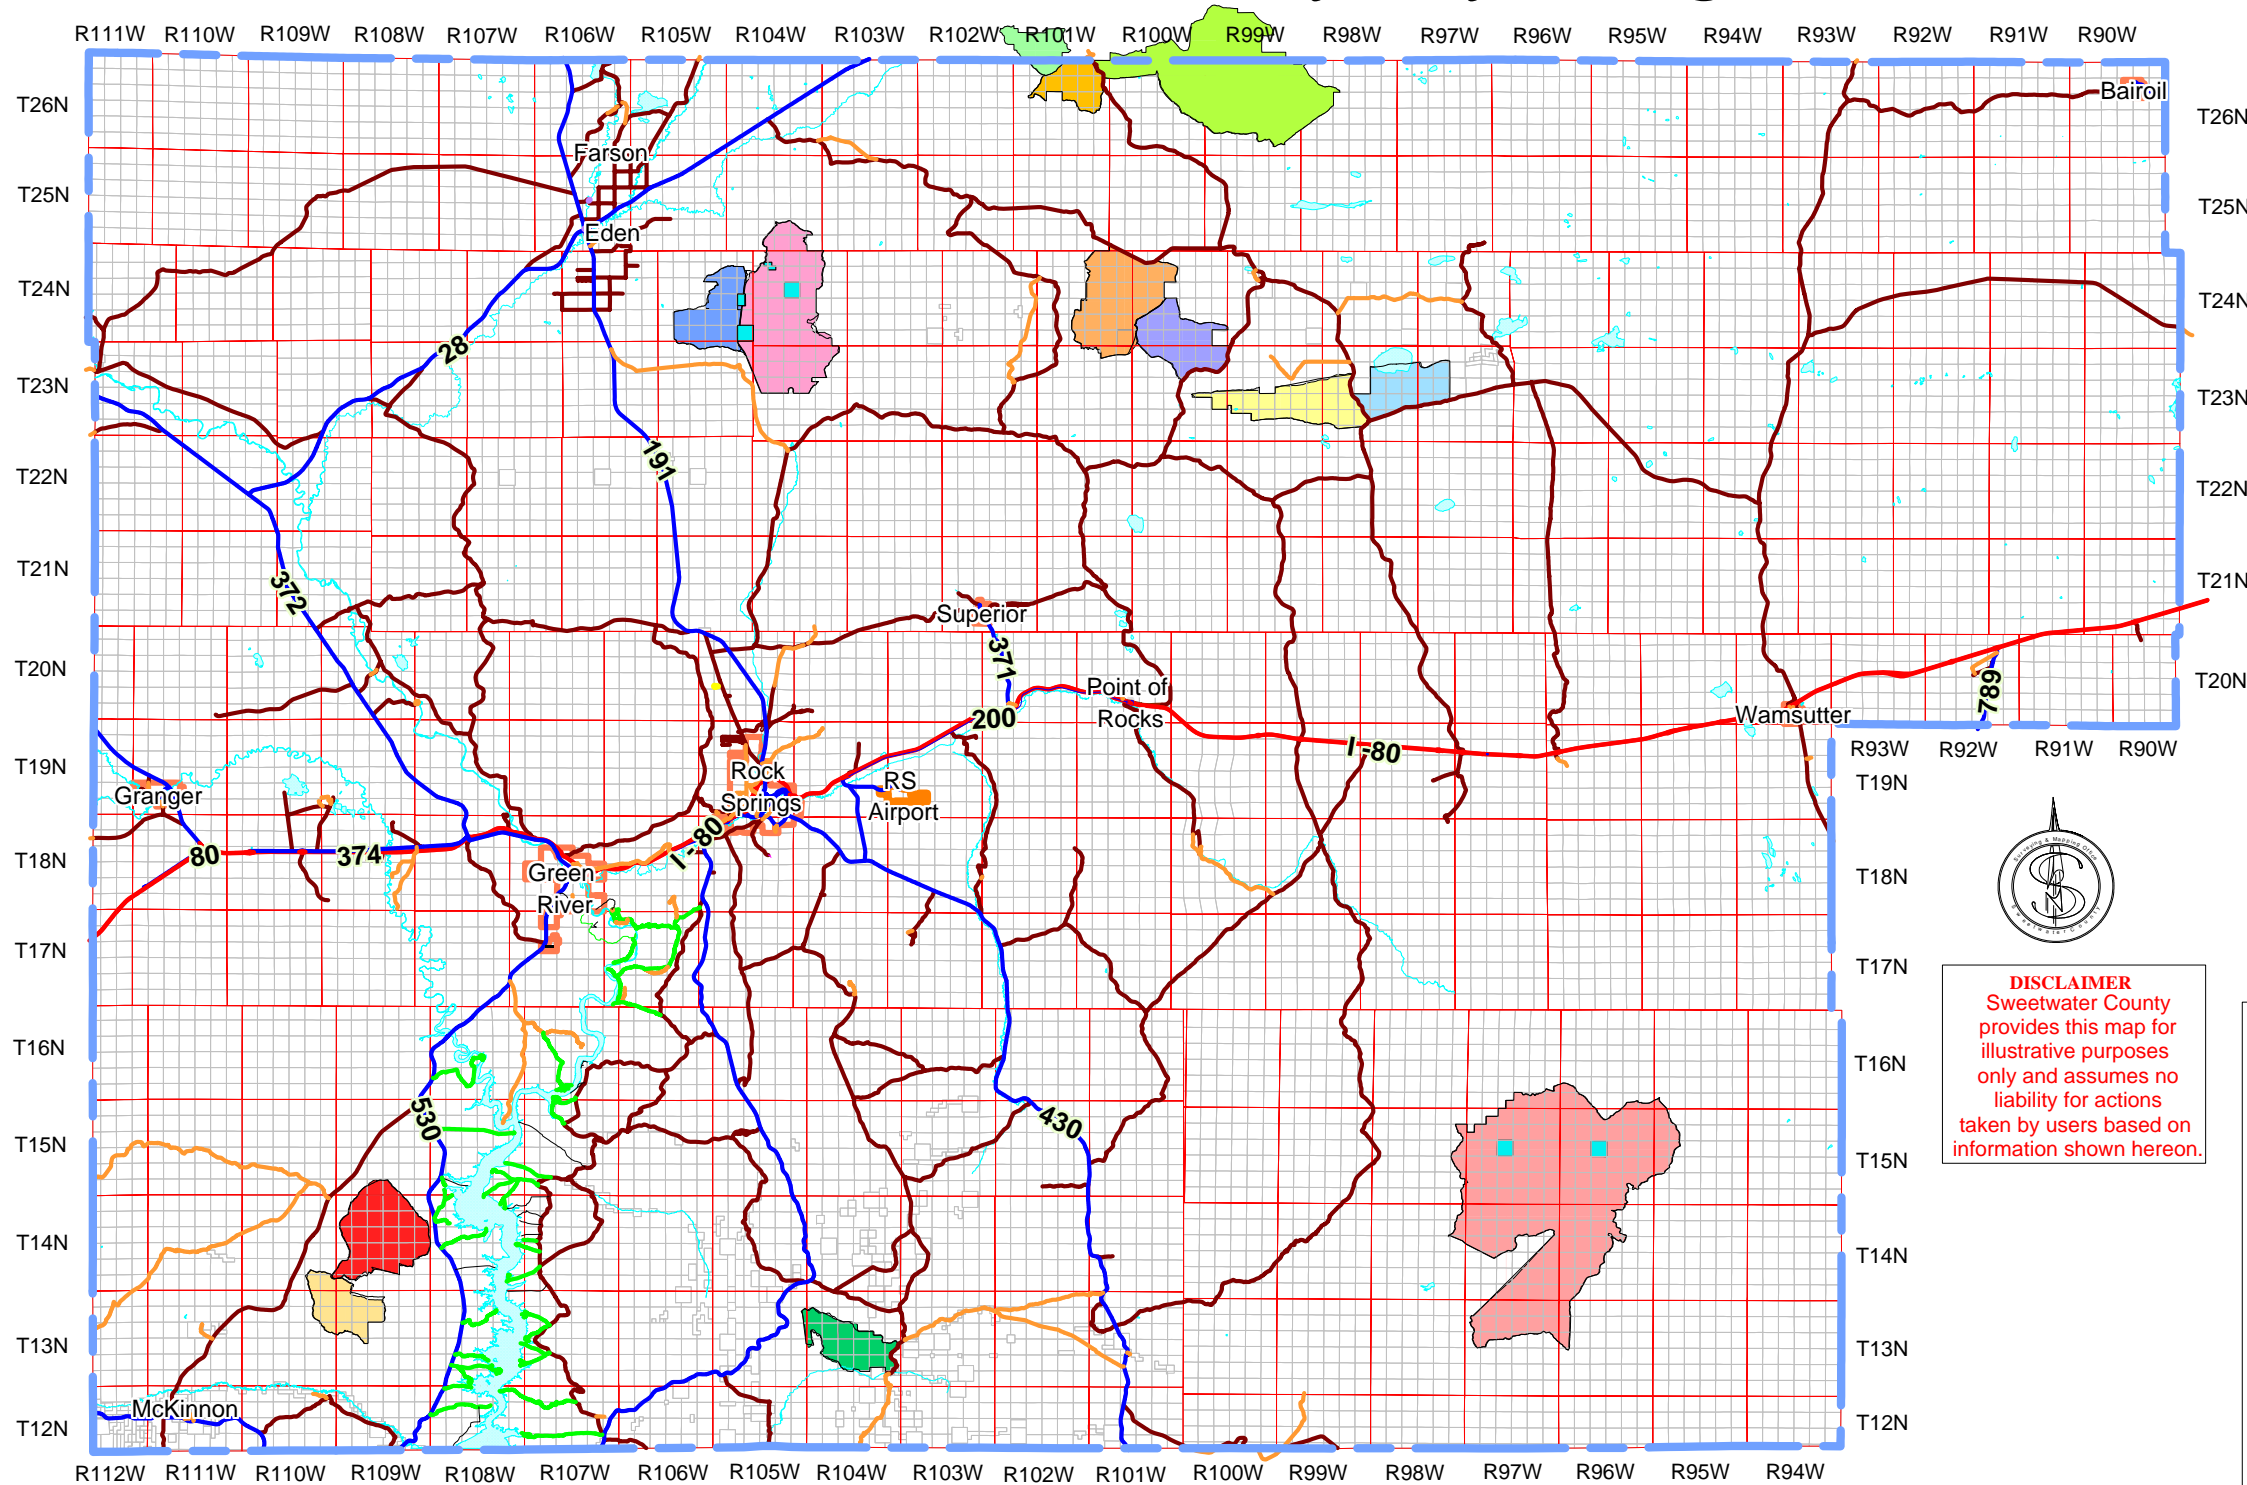 R111W R110W R109W R108W R107W R106W R105W R104W R103W R102W R101W R100W R99W R98W R97W R96W R95W R94W R93W R92W R91W R90W
T26N
Bairoil
T26N
Farson
T25N
T25N
Eden
T24N
T24N
28
T23N
T23N
191
T22N
T22N
372
T21N
T21N
Superior
371
T20N
Point of
Rocks
T20N
789
200
Wamsutter
I-80
R93W R92W R91W R90W
T19N
Rock
Springs
RS
Airport
T19N
Granger
I-80
80
374
T18N
Green
River
T18N
Surveying & Mapping Office
Sweetwater County
T17N
T17N
DISCLAIMER
Sweetwater County
provides this map for
illustrative purposes
only and assumes no
liability for actions
taken by users based on
information shown hereon.
T16N
T16N
530
430
T15N
T15N
T14N
T14N
T13N
T13N
McKinnon
T12N
T12N
R112W R111W R110W R109W R108W R107W R106W R105W R104W R103W R102W R101W R100W R99W R98W R97W R96W R95W R94W